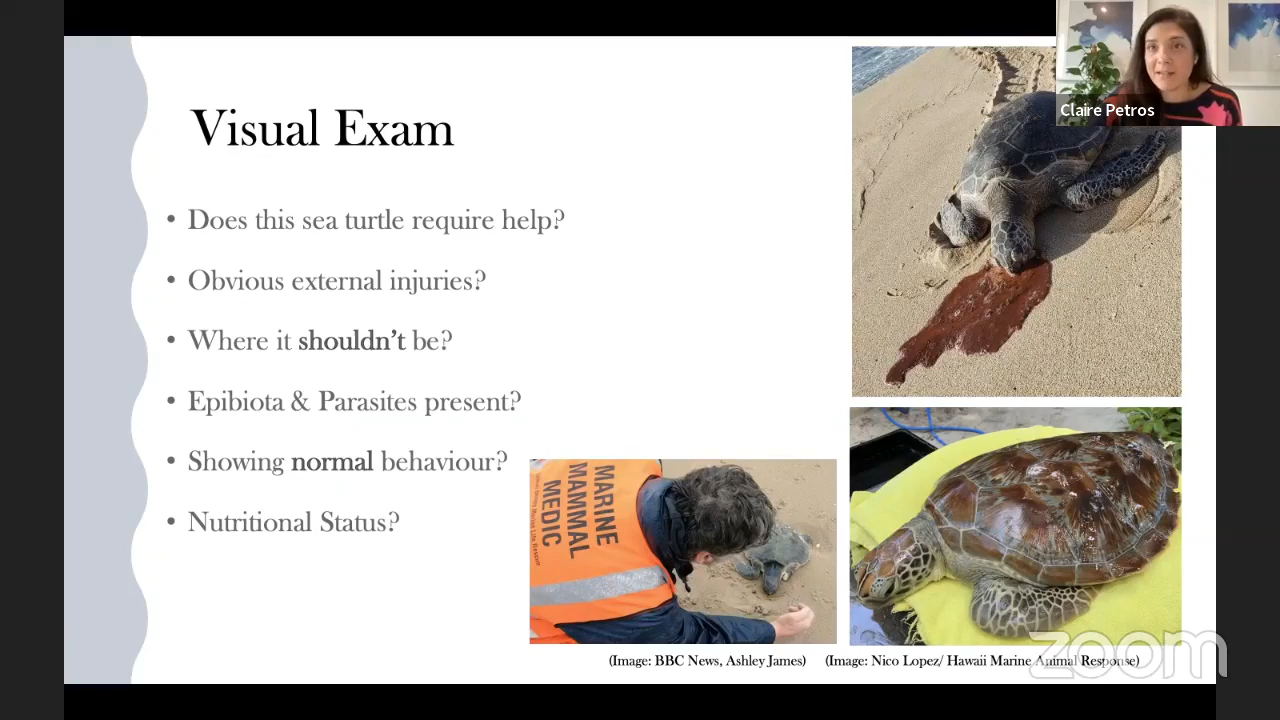 Claire Petros
Visual Exam
• Does this sea turtle require help?
• Obvious external injuries?
• Where it shouldn't be?
• Epibiota & Parasites present?
• Showing normal behaviour?
• Nutritional Status?
MARINE
MAMMAL
MEDIC
(Image: BBC News, Ashley James)
(Image: Nico Lopez/ Hawaii Marine Animal Response)
zoom